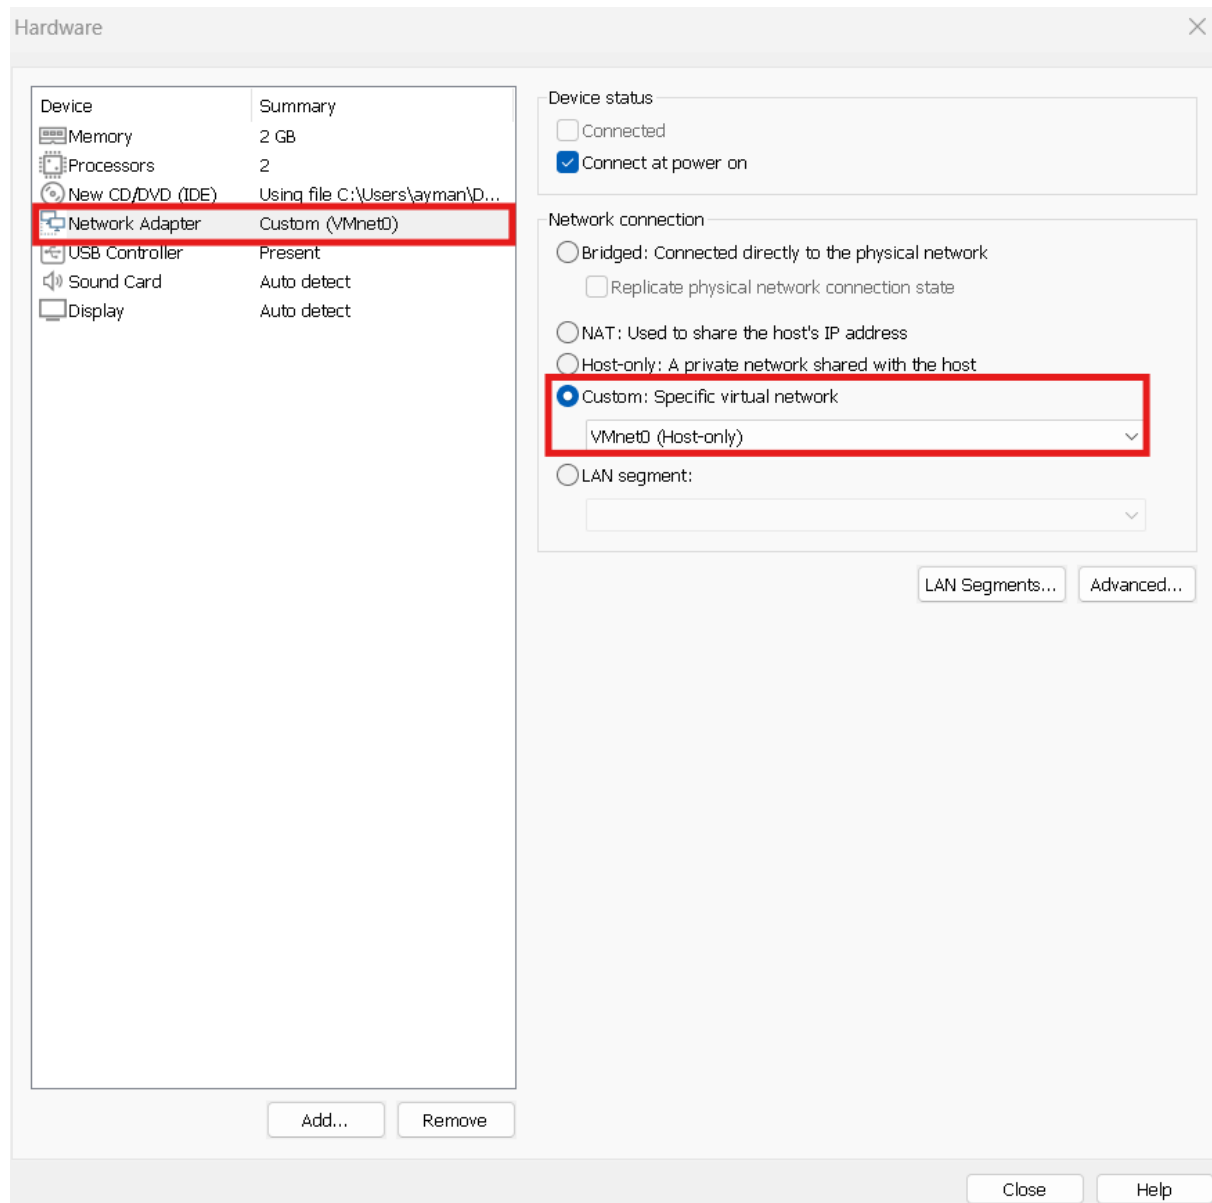 Hardware
Device Summary
Memory 2 GB
Processors 2
New CD/DVD (IDE) Using file C:\Users\ayman\D...
Network Adapter Custom (VMnet0)
USB Controller Present
Sound Card Auto detect
Display Auto detect
Add... Remove
Device status
Connected
Connect at power on
Network connection
Bridged: Connected directly to the physical network
Replicate physical network connection state
NAT: Used to share the host's IP address
Host-only: A private network shared with the host
Custom: Specific virtual network
VMnet0 (Host-only)
LAN segment:
LAN Segments... Advanced...
Close Help